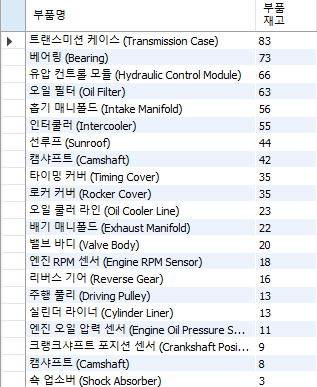 부품명 부품
재고
트랜스미션 케이스 (Transmission Case) 83
베어링 (Bearing) 73
유압 컨트롤 모듈 (Hydraulic Control Module) 66
오일 필터 (Oil Filter) 63
흡기 매니폴드 (Intake Manifold) 56
인터쿨러 (Intercooler) 55
선루프 (Sunroof) 44
캠샤프트 (Camshaft) 42
타이밍 커버 (Timing Cover) 35
로커 커버 (Rocker Cover) 35
오일 쿨러 라인 (Oil Cooler Line) 23
배기 매니폴드 (Exhaust Manifold) 22
밸브 바디 (Valve Body) 20
엔진 RPM 센서 (Engine RPM Sensor) 18
리버스 기어 (Reverse Gear) 16
주행 풀리 (Driving Pulley) 13
실린더 라이너 (Cylinder Liner) 13
엔진 오일 압력 센서 (Engine Oil Pressure S... 11
크랭크샤프트 포지션 센서 (Crankshaft Posi... 9
캠샤프트 (Camshaft) 8
쇽 업소버 (Shock Absorber) 3